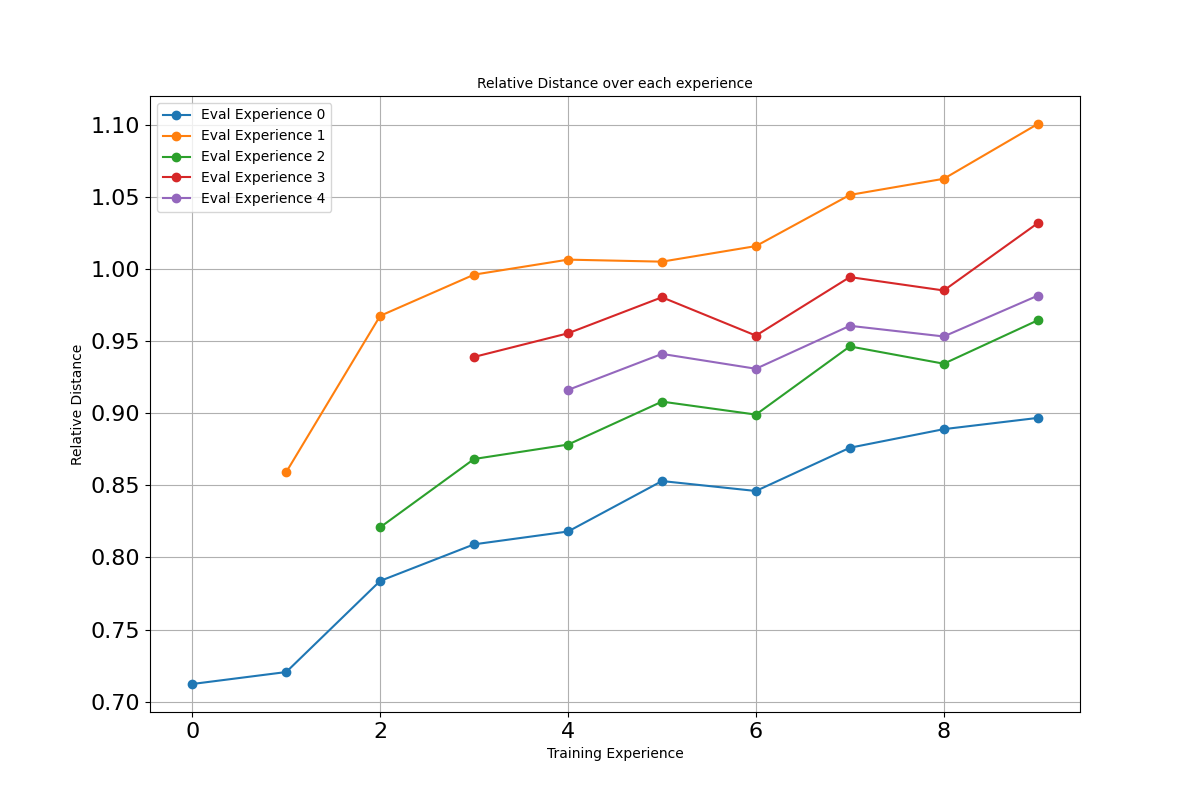 Relative Distance over each experience
Eval Experience 0
Eval Experience 1
Eval Experience 2
Eval Experience 3
Eval Experience 4
1.10
1.05
1.00
0.95
0.90
0.85
0.80
0.75
0.70
Relative Distance
0 2 4 6 8
Training Experience